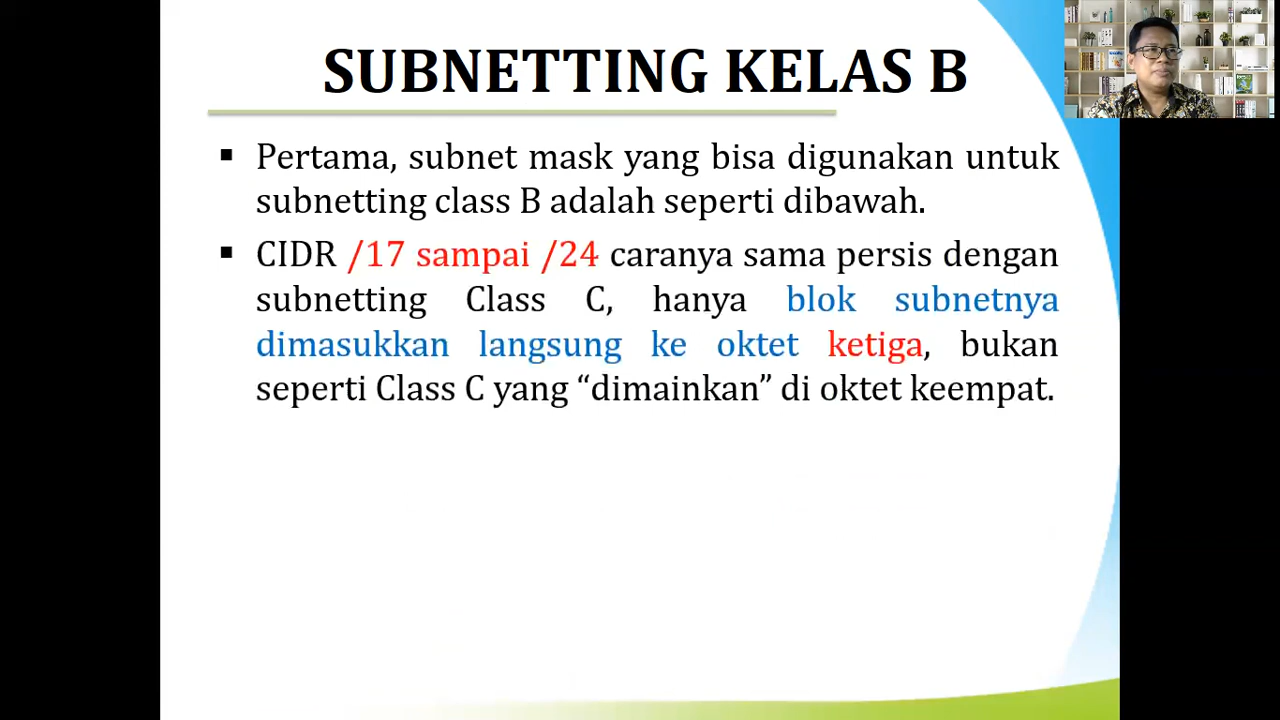 SUBNETTING KELAS B
▪ Pertama, subnet mask yang bisa digunakan untuk
subnetting class B adalah seperti dibawah.
▪ CIDR /17 sampai /24 caranya sama persis dengan
subnetting Class C, hanya blok subnetnya
dimasukkan langsung ke oktet ketiga, bukan
seperti Class C yang “dimainkan” di oktet keempat.